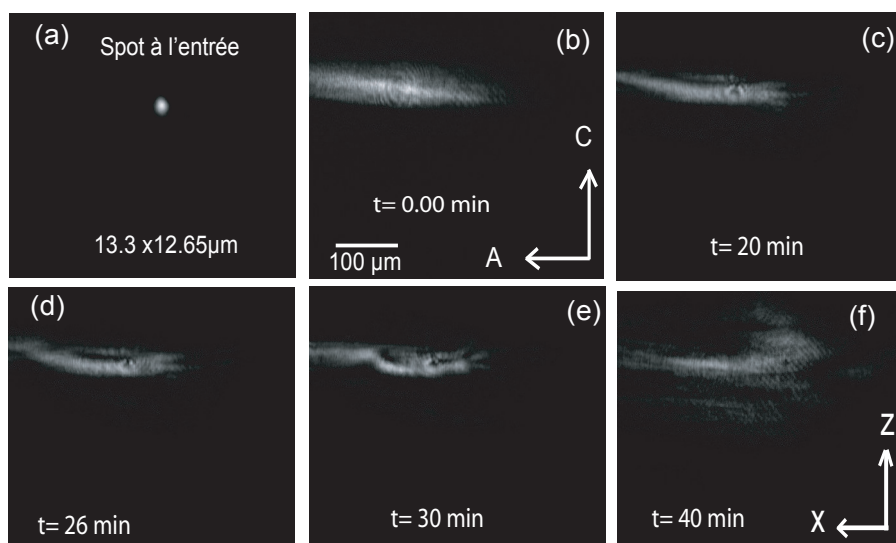 (a)
Spot à l'entrée
13.3 x12.65µm
(b)
C
t= 0.00 min
100 µm
A
(c)
t= 20 min
(d)
t= 26 min
(e)
t= 30 min
(f)
Z
t= 40 min
X